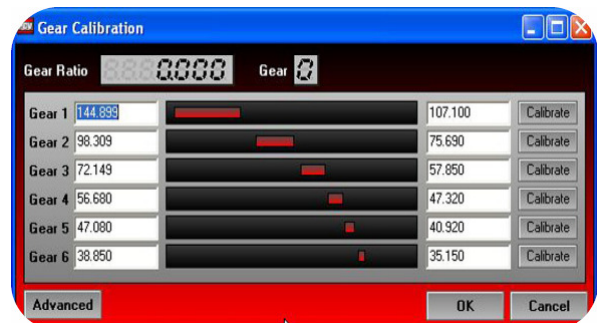 Gear Calibration
Gear Ratio 0.000 Gear 0
Gear 1 144.899 107.100 Calibrate
Gear 2 98.309 75.690 Calibrate
Gear 3 72.149 57.850 Calibrate
Gear 4 56.680 47.320 Calibrate
Gear 5 47.080 40.920 Calibrate
Gear 6 38.850 35.150 Calibrate
Advanced OK Cancel